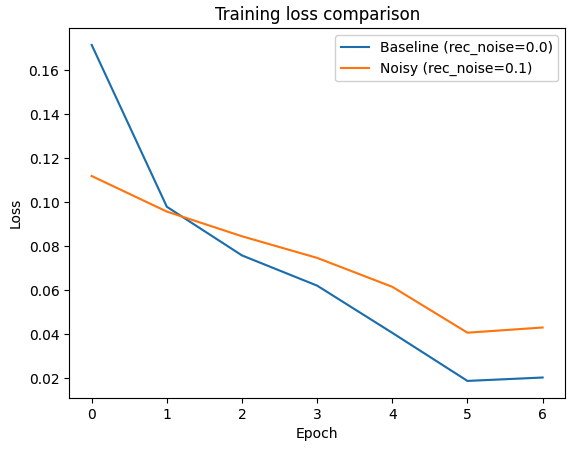 Training loss comparison
Baseline (rec_noise=0.0)
Noisy (rec_noise=0.1)
Loss
0.16
0.14
0.12
0.10
0.08
0.06
0.04
0.02
0 1 2 3 4 5 6
Epoch